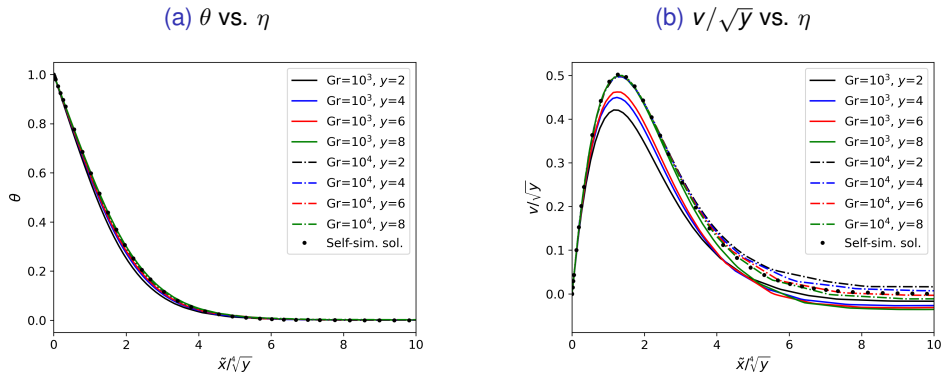 (a) θ vs. η
(b) v/√y vs. η
1.0
0.8
0.6
0.4
0.2
0.0
θ
0
2
4
6
8
10
x̃/∜y
Gr=10³, y=2
Gr=10³, y=4
Gr=10³, y=6
Gr=10³, y=8
Gr=10⁴, y=2
Gr=10⁴, y=4
Gr=10⁴, y=6
Gr=10⁴, y=8
Self-sim. sol.
0.5
0.4
0.3
0.2
0.1
0.0
v/√y
0
2
4
6
8
10
x̃/∜y
Gr=10³, y=2
Gr=10³, y=4
Gr=10³, y=6
Gr=10³, y=8
Gr=10⁴, y=2
Gr=10⁴, y=4
Gr=10⁴, y=6
Gr=10⁴, y=8
Self-sim. sol.